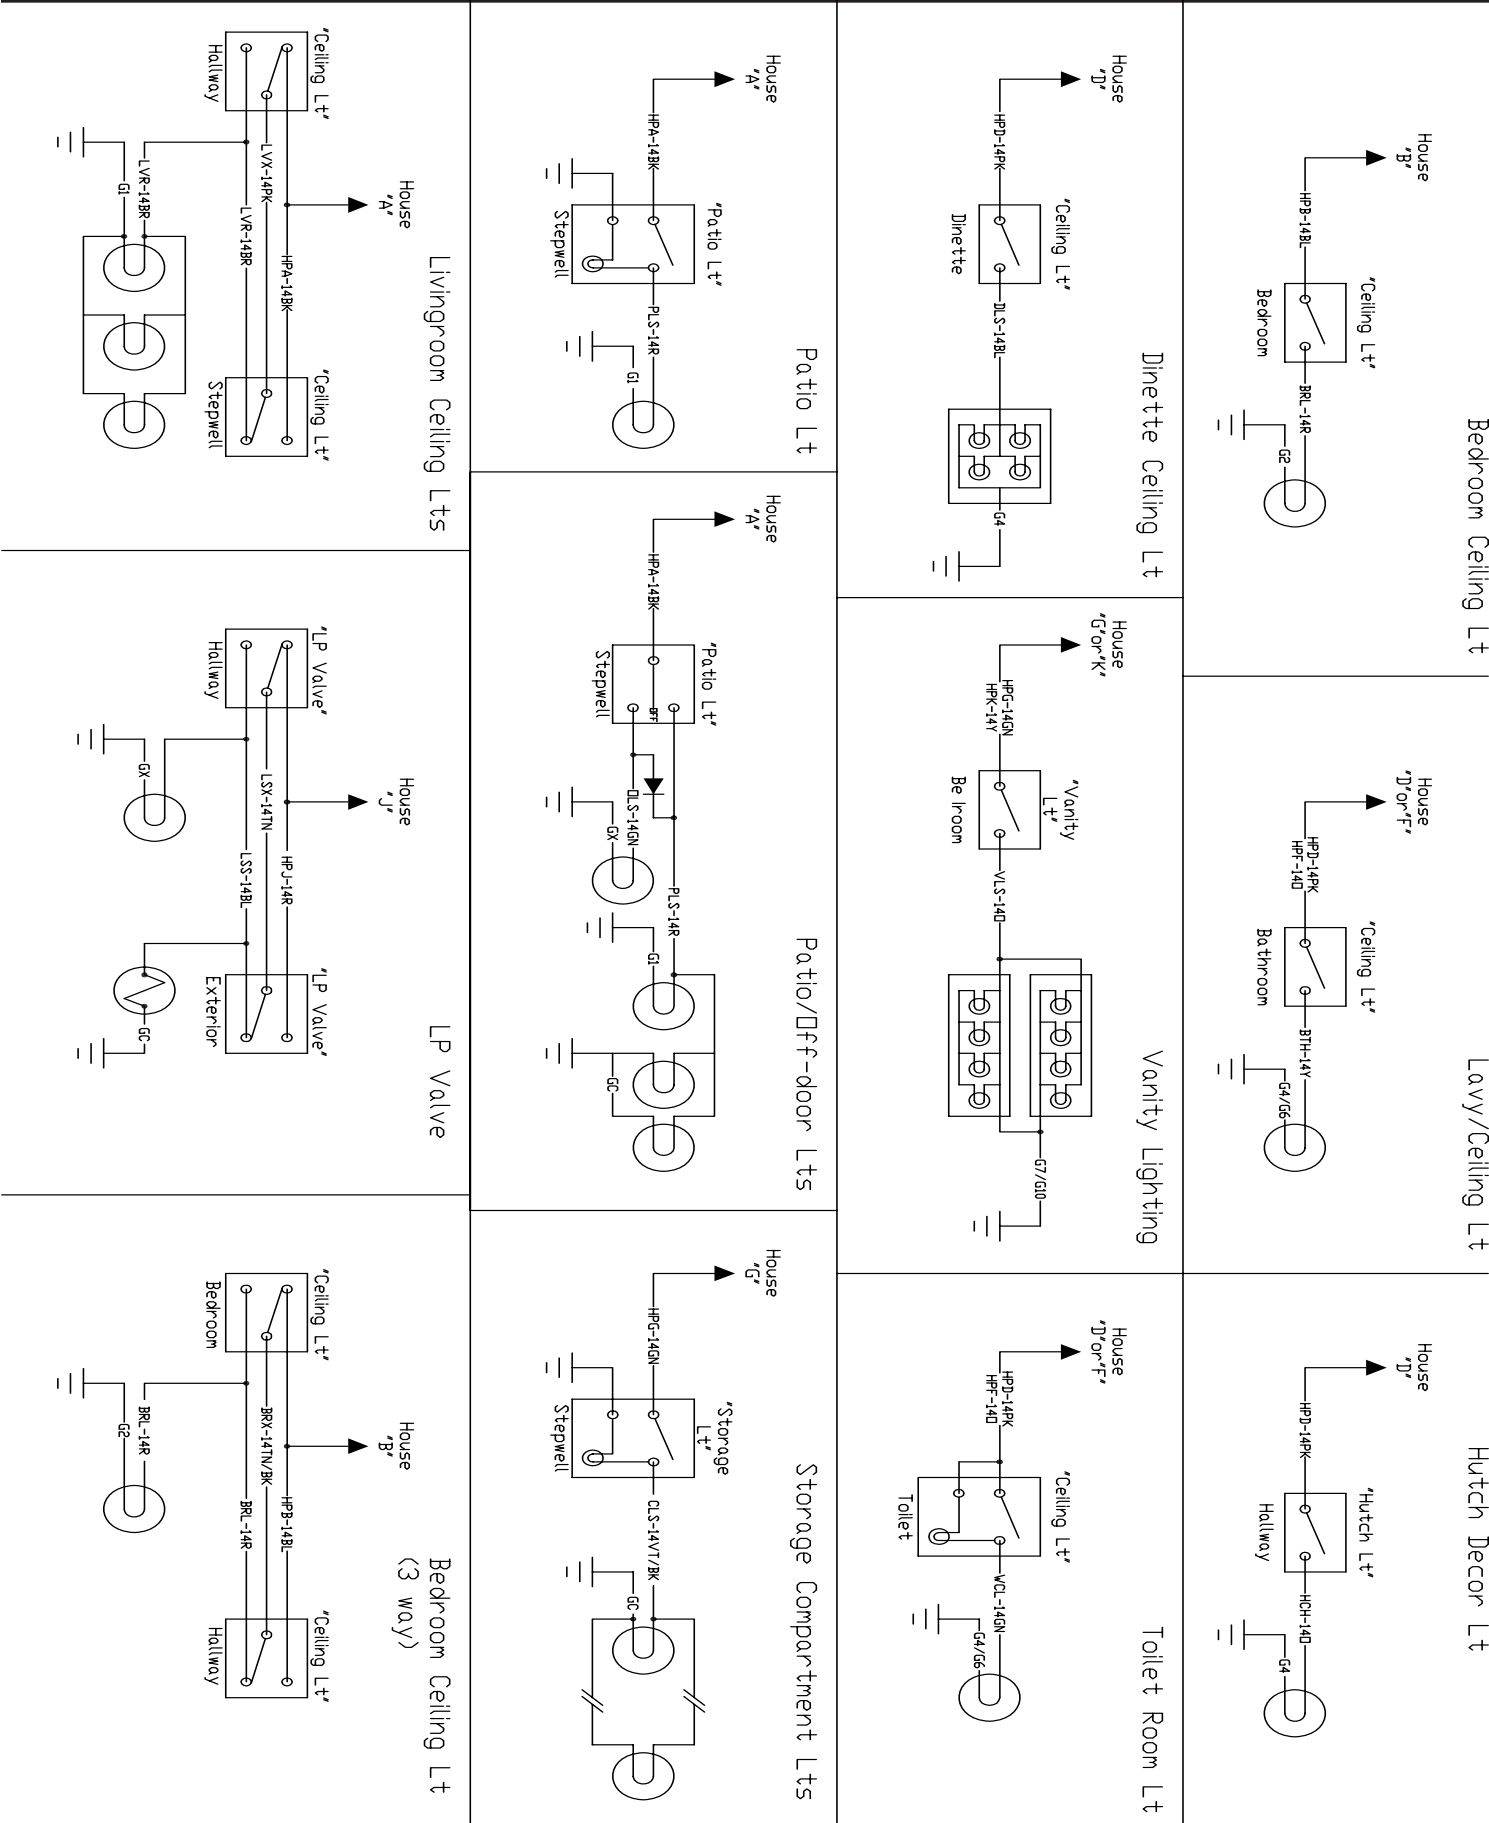 Bedroom Ceiling Lt
House
"B"
"Ceiling Lt"
HPB-14BL
BRL-14R
Bedroom
G2
Lavy/Ceiling Lt
House
"D"or"F"
"Ceiling Lt"
HPD-14PK
HPF-14O
BTH-14Y
Bathroom
G4/G6
Hutch Decor Lt
House
"D"
"Hutch Lt"
HPD-14PK
HCH-14O
Hallway
G4
Dinette Ceiling Lt
House
"D"
"Ceiling Lt"
HPD-14PK
DLS-14BL
G4
Dinette
Vanity Lighting
House
"G"or"K"
"Vanity
Lt"
HPG-14GN
HPK-14Y
VLS-14O
G7/G10
Be lroom
Toilet Room Lt
House
"D"or"F"
"Ceiling Lt"
HPD-14PK
HPF-14O
WCL-14GN
G4/G6
Toilet
Patio Lt
House
"A"
"Patio Lt"
HPA-14BK
PLS-14R
G1
Stepwell
Patio/Off-door Lts
House
"A"
"Patio Lt"
PLS-14R
HPA-14BK
OFF
G1
OLS-14GN
GX
GC
Stepwell
Storage Compartment Lts
House
"G"
"Storage
Lt"
HPG-14GN
CLS-14VT/BK
GC
Stepwell
Livingroom Ceiling Lts
House
"A"
"Ceiling Lt"
"Ceiling Lt"
HPA-14BK
LVX-14PK
LVR-14BR
Hallway
Stepwell
LVR-14BR
G1
LP Valve
House
"J"
"LP Valve"
"LP Valve"
HPJ-14R
LSX-14TN
LSS-14BL
Hallway
Exterior
GX
GC
Bedroom Ceiling Lt
(3 way)
House
"B"
"Ceiling Lt"
"Ceiling Lt"
HPB-14BL
BRX-14TN/BK
BRL-14R
Bedroom
Hallway
BRL-14R
G2